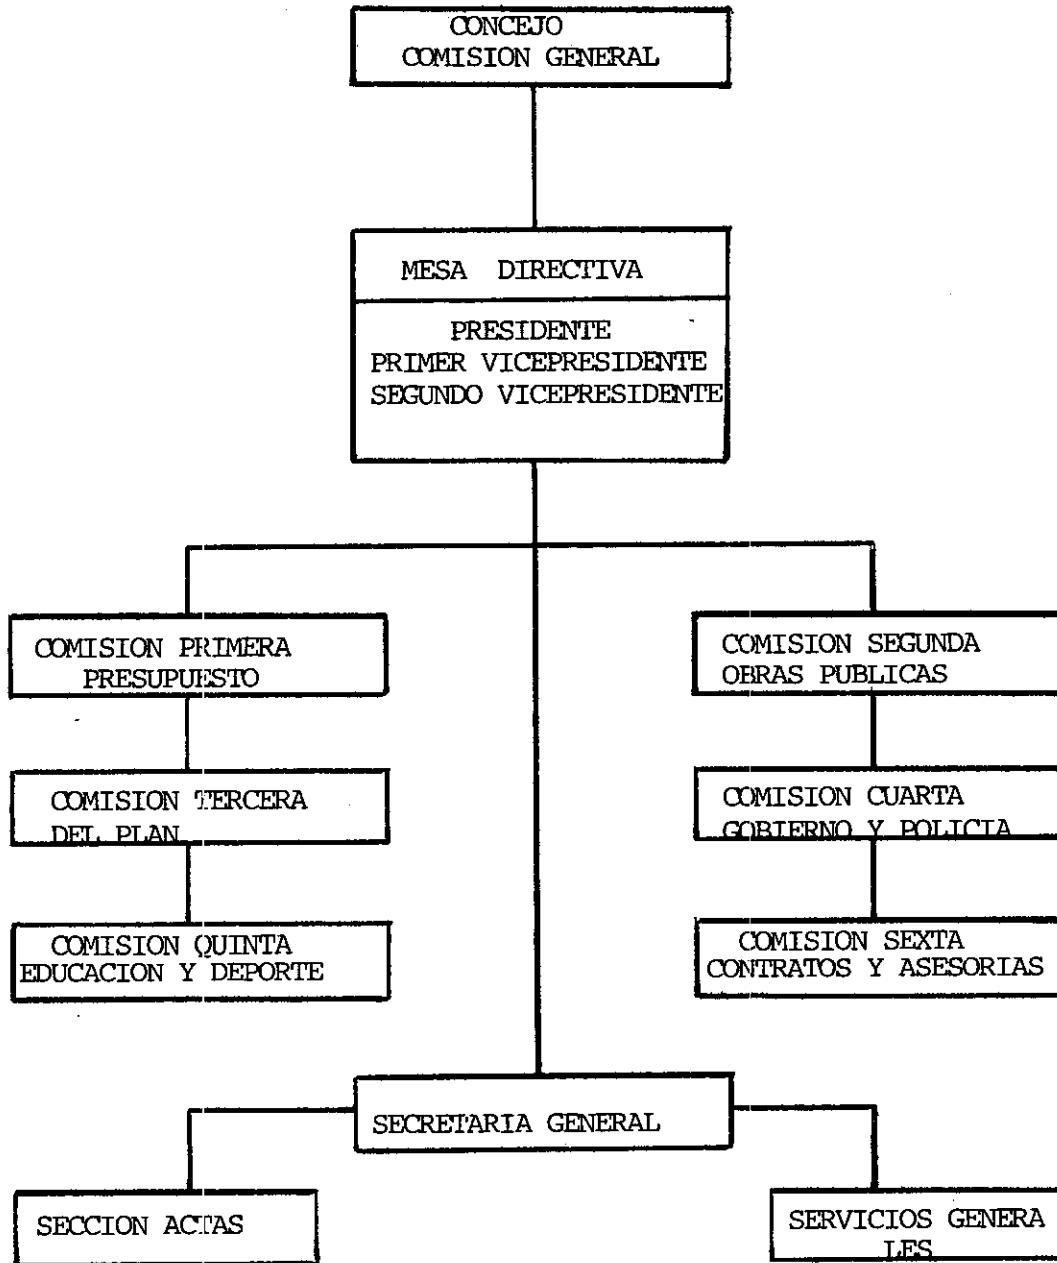 CONCEJO
COMISION GENERAL
MESA DIRECTIVA
PRESIDENTE
PRIMER VICEPRESIDENTE
SEGUNDO VICEPRESIDENTE
COMISION PRIMERA
PRESUPUESTO
COMISION SEGUNDA
OBRAS PUBLICAS
COMISION TERCERA
DEL PLAN
COMISION CUARTA
GOBIERNO Y POLICIA
COMISION QUINTA
EDUCACION Y DEPORTE
COMISION SEXTA
CONTRATOS Y ASESORIAS
SECRETARIA GENERAL
SECCION ACTAS
SERVICIOS GENERA
LES